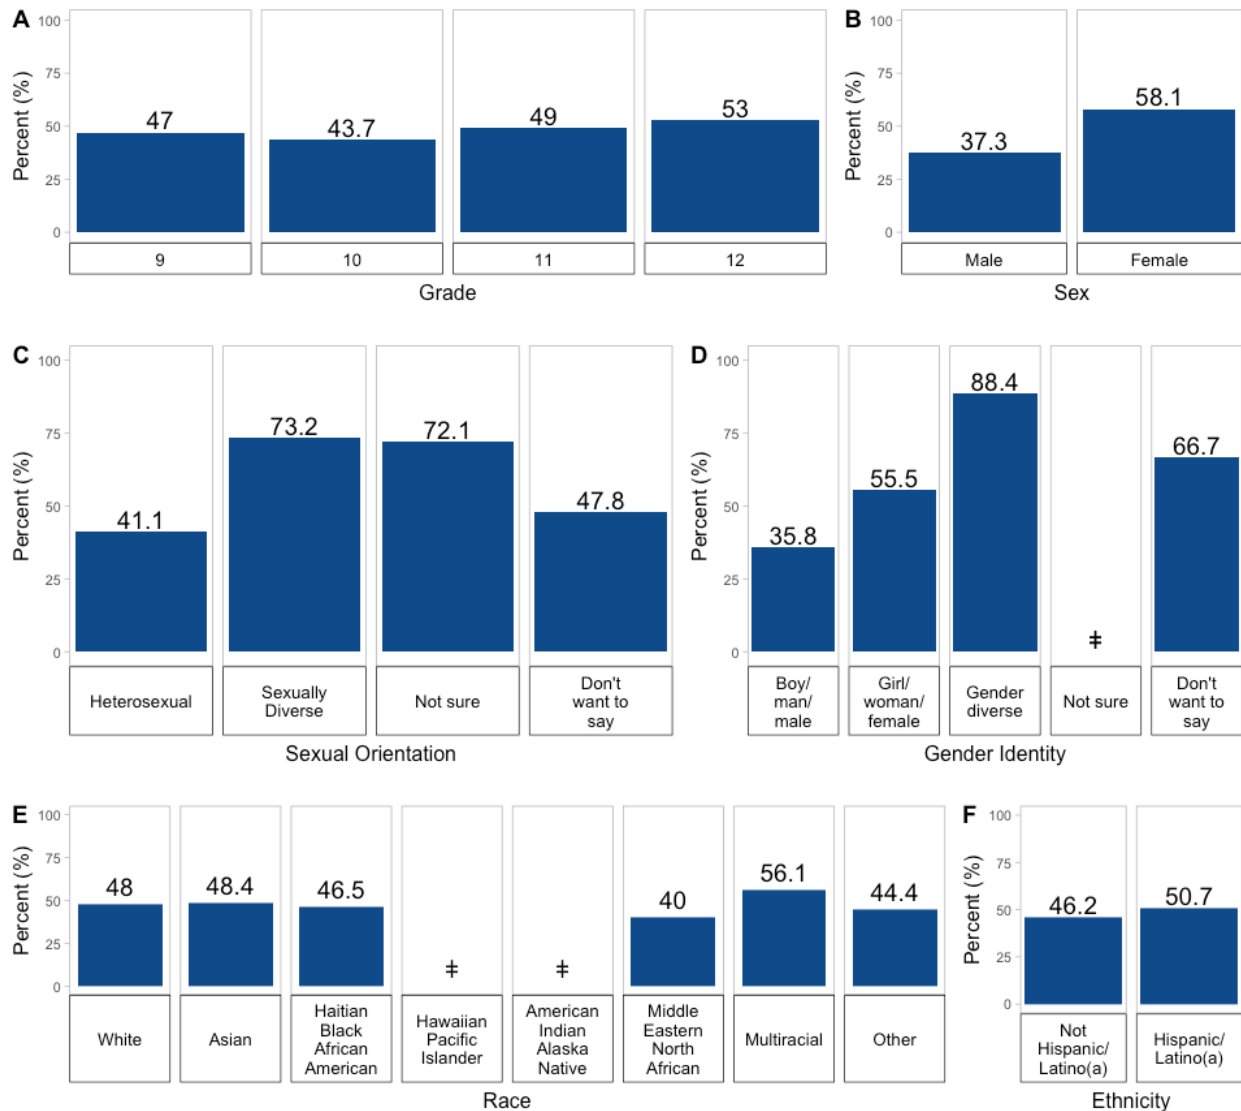 A
Percent (%)
100
75
50
25
0
47
43.7
49
53
9
10
11
12
Grade
B
Percent (%)
100
75
50
25
0
37.3
58.1
Male
Female
Sex
C
Percent (%)
100
75
50
25
0
41.1
73.2
72.1
47.8
Heterosexual
Sexually
Diverse
Not sure
Don't
want to
say
Sexual Orientation
D
Percent (%)
100
75
50
25
0
35.8
55.5
88.4
ǂ
66.7
Boy/
man/
male
Girl/
woman/
female
Gender
diverse
Not sure
Don't
want to
say
Gender Identity
E
Percent (%)
100
75
50
25
0
48
48.4
46.5
ǂ
ǂ
40
56.1
44.4
White
Asian
Haitian
Black
African
American
Hawaiian
Pacific
Islander
American
Indian
Alaska
Native
Middle
Eastern
North
African
Multiracial
Other
Race
F
Percent (%)
100
75
50
25
0
46.2
50.7
Not
Hispanic/
Latino(a)
Hispanic/
Latino(a)
Ethnicity